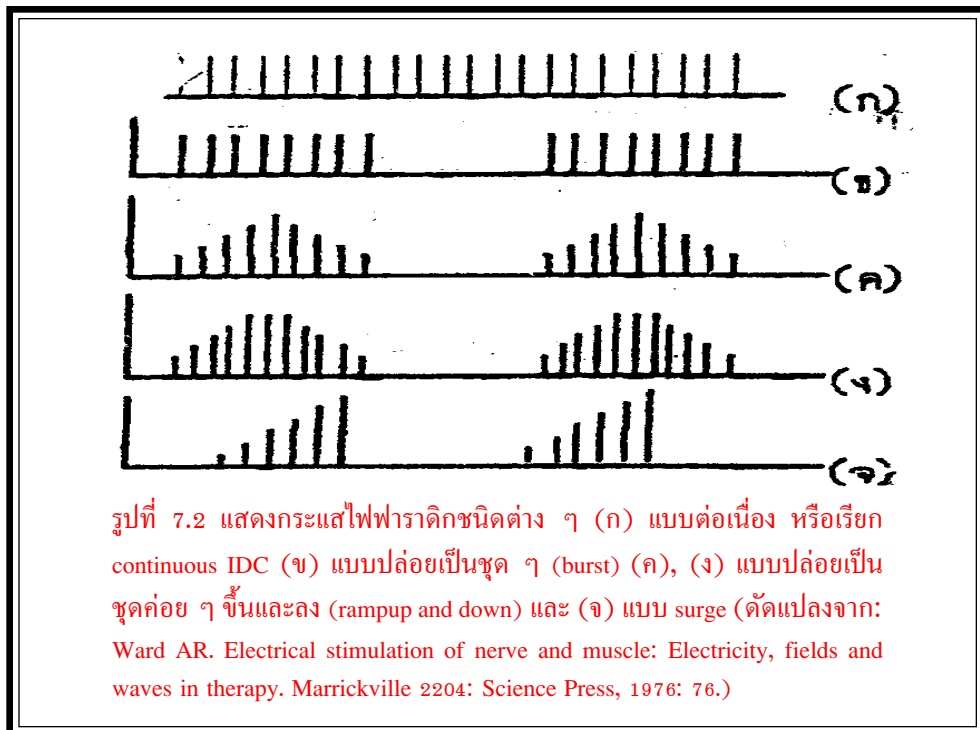 (ก)
(ข)
(ค)
(ง)
(จ)
รูปที่ 7.2 แสดงกระแสไฟฟาราดิกชนิดต่าง ๆ (ก) แบบต่อเนื่อง หรือเรียก
continuous IDC (ข) แบบปล่อยเป็นชุด ๆ (burst) (ค), (ง) แบบปล่อยเป็น
ชุดค่อย ๆ ขึ้นและลง (rampup and down) และ (จ) แบบ surge (ดัดแปลงจาก:
Ward AR. Electrical stimulation of nerve and muscle: Electricity, fields and
waves in therapy. Marrickville 2204: Science Press, 1976: 76.)